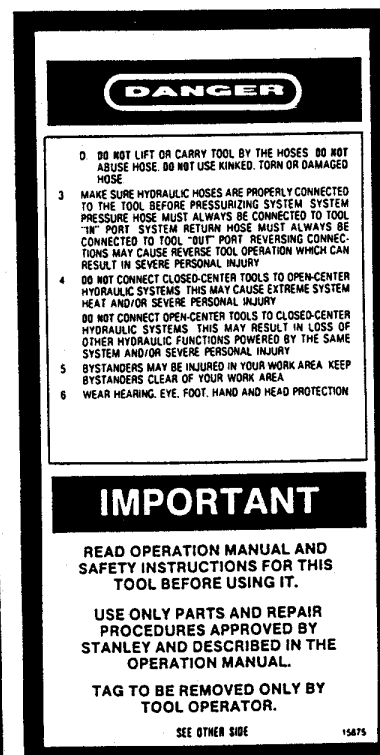 DANGER
D. DO NOT LIFT OR CARRY TOOL BY THE HOSES DO NOT
ABUSE HOSE. DO NOT USE KINKED, TORN OR DAMAGED
HOSE
3 MAKE SURE HYDRAULIC HOSES ARE PROPERLY CONNECTED
TO THE TOOL BEFORE PRESSURIZING SYSTEM SYSTEM
PRESSURE HOSE MUST ALWAYS BE CONNECTED TO TOOL
"IN" PORT SYSTEM RETURN HOSE MUST ALWAYS BE
CONNECTED TO TOOL "OUT" PORT REVERSING CONNEC-
TIONS MAY CAUSE REVERSE TOOL OPERATION WHICH CAN
RESULT IN SEVERE PERSONAL INJURY
4 DO NOT CONNECT CLOSED-CENTER TOOLS TO OPEN-CENTER
HYDRAULIC SYSTEMS THIS MAY CAUSE EXTREME SYSTEM
HEAT AND/OR SEVERE PERSONAL INJURY
DO NOT CONNECT OPEN-CENTER TOOLS TO CLOSED-CENTER
HYDRAULIC SYSTEMS THIS MAY RESULT IN LOSS OF
OTHER HYDRAULIC FUNCTIONS POWERED BY THE SAME
SYSTEM AND/OR SEVERE PERSONAL INJURY
5 BYSTANDERS MAY BE INJURED IN YOUR WORK AREA KEEP
BYSTANDERS CLEAR OF YOUR WORK AREA
6 WEAR HEARING, EYE, FOOT, HAND AND HEAD PROTECTION
IMPORTANT
READ OPERATION MANUAL AND
SAFETY INSTRUCTIONS FOR THIS
TOOL BEFORE USING IT.
USE ONLY PARTS AND REPAIR
PROCEDURES APPROVED BY
STANLEY AND DESCRIBED IN THE
OPERATION MANUAL.
TAG TO BE REMOVED ONLY BY
TOOL OPERATOR.
SEE OTHER SIDE 15875